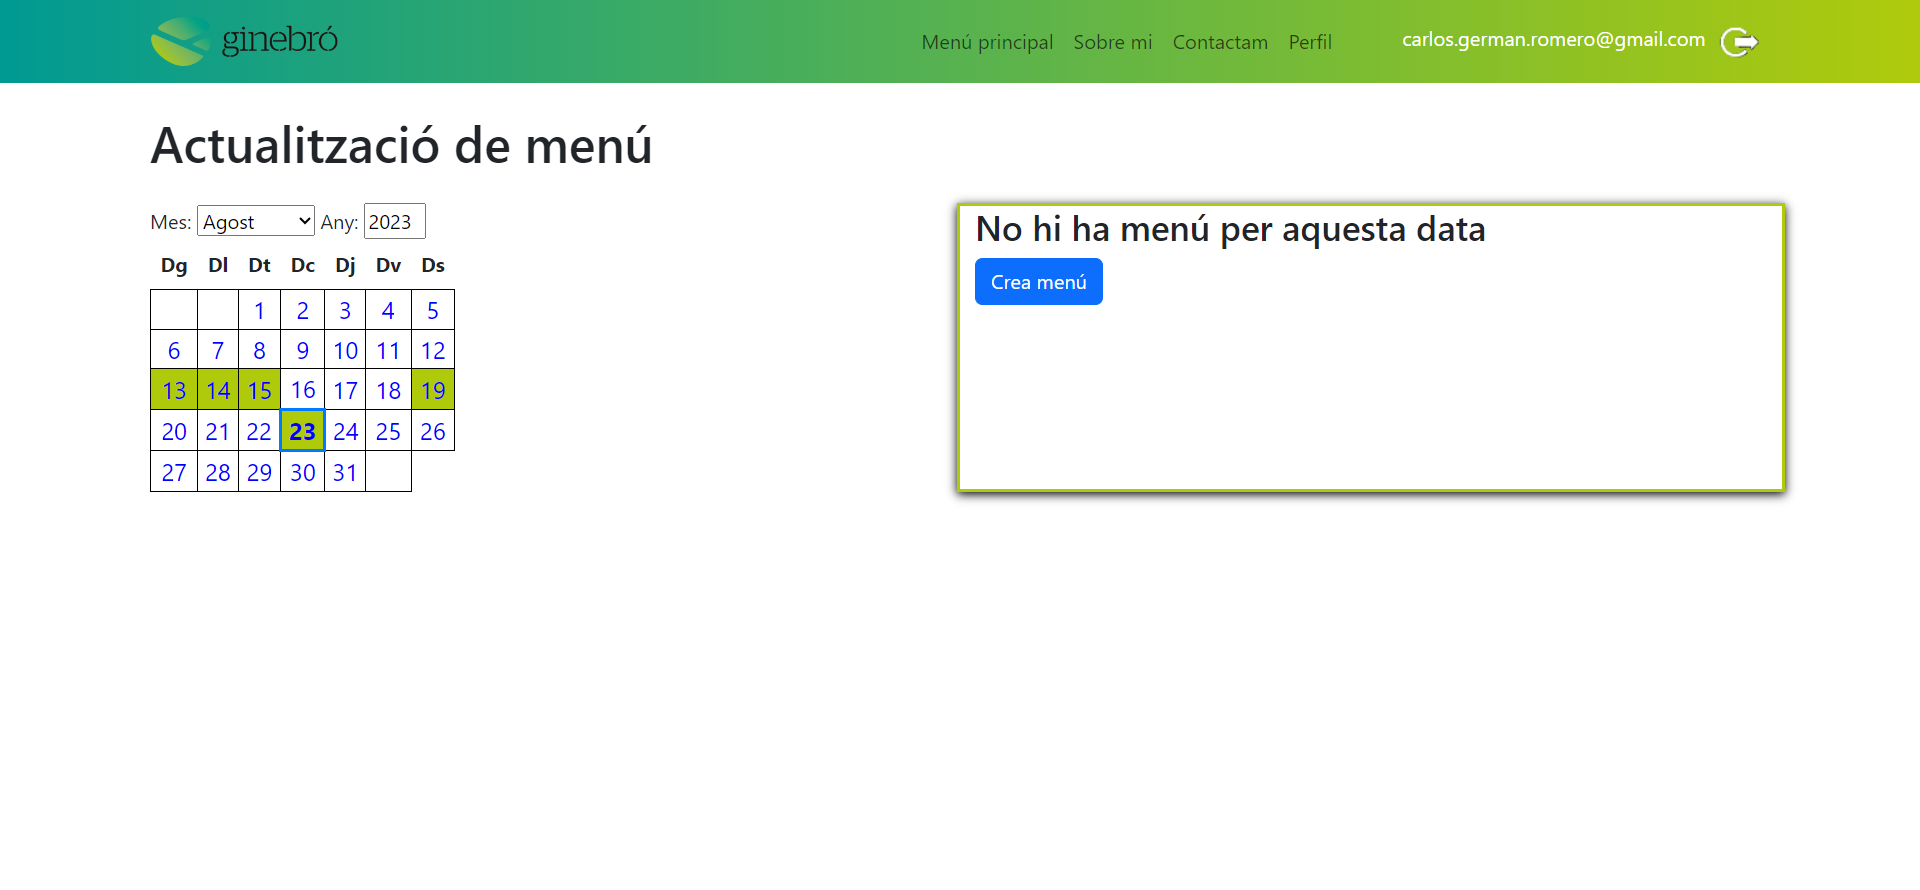 ginebró
Menú principal Sobre mi Contactam Perfil carlos.german.romero@gmail.com
Actualització de menú
Mes: Agost Any: 2023
Dg Dl Dt Dc Dj Dv Ds
1 2 3 4 5
6 7 8 9 10 11 12
13 14 15 16 17 18 19
20 21 22 23 24 25 26
27 28 29 30 31
No hi ha menú per aquesta data
Crea menú